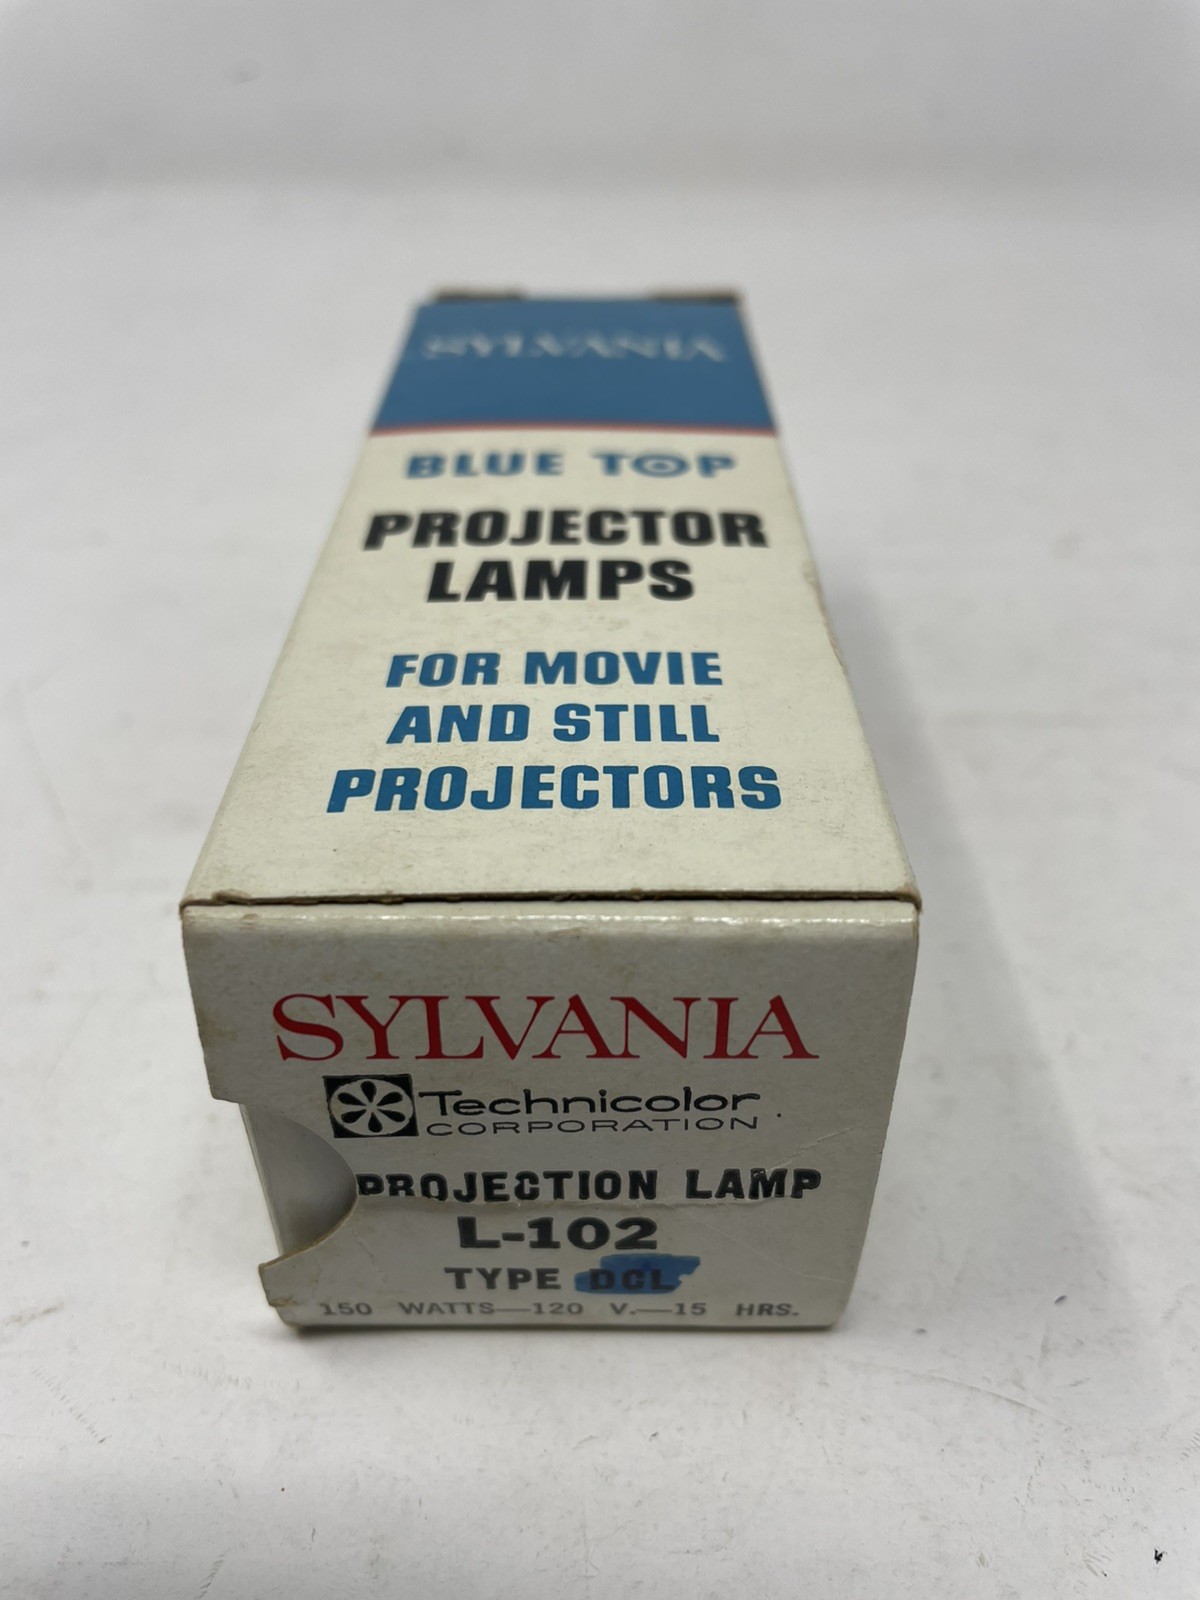 SYLVANIA
BLUE TOP
PROJECTOR
LAMPS
FOR MOVIE
AND STILL
PROJECTORS
SYLVANIA
Technicolor
CORPORATION
PROJECTION LAMP
L-102
TYPE DCL
150 WATTS—120 V.—15 HRS.